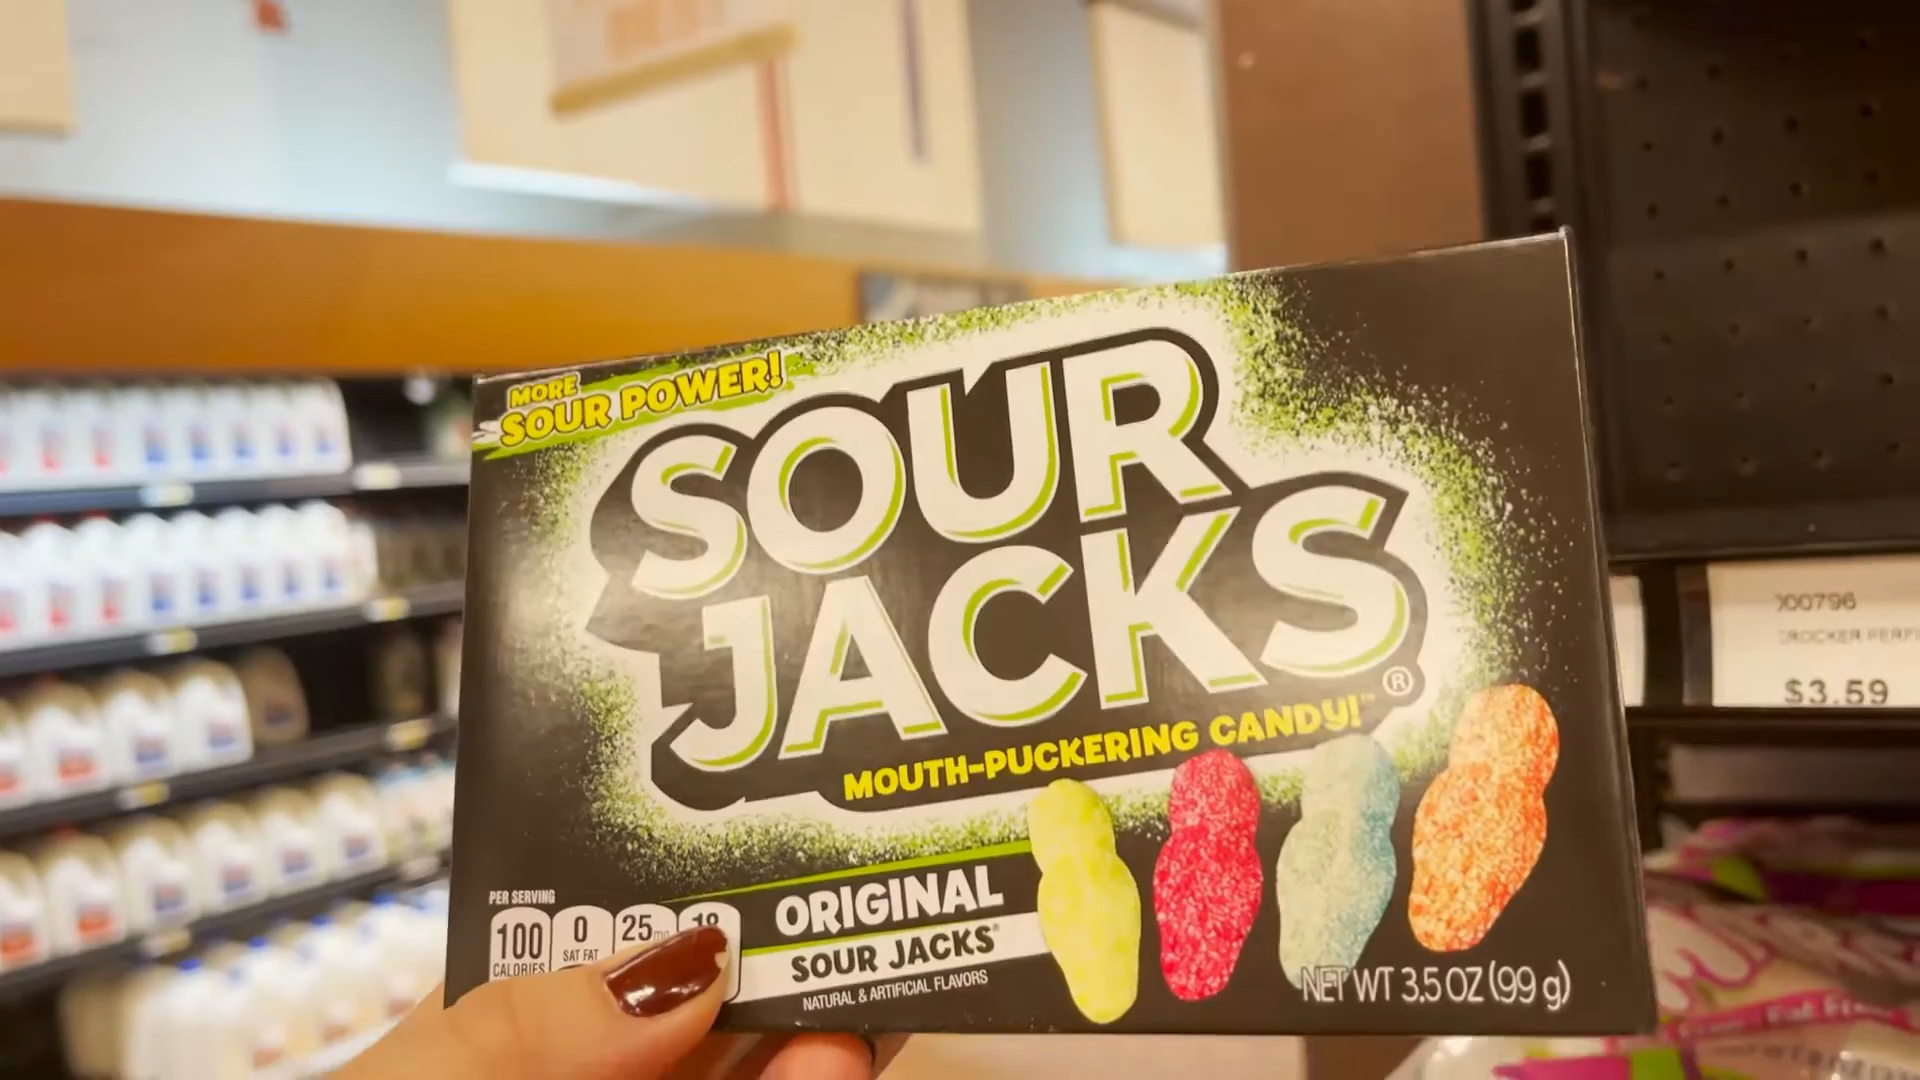 MORE
SOUR POWER!
SOUR
JACKS®
MOUTH-PUCKERING CANDY!™
PER SERVING
100
CALORIES
0
SAT FAT
25
ORIGINAL
SOUR JACKS®
NATURAL & ARTIFICIAL FLAVORS
NET WT 3.5 OZ (99 g)
$3.59